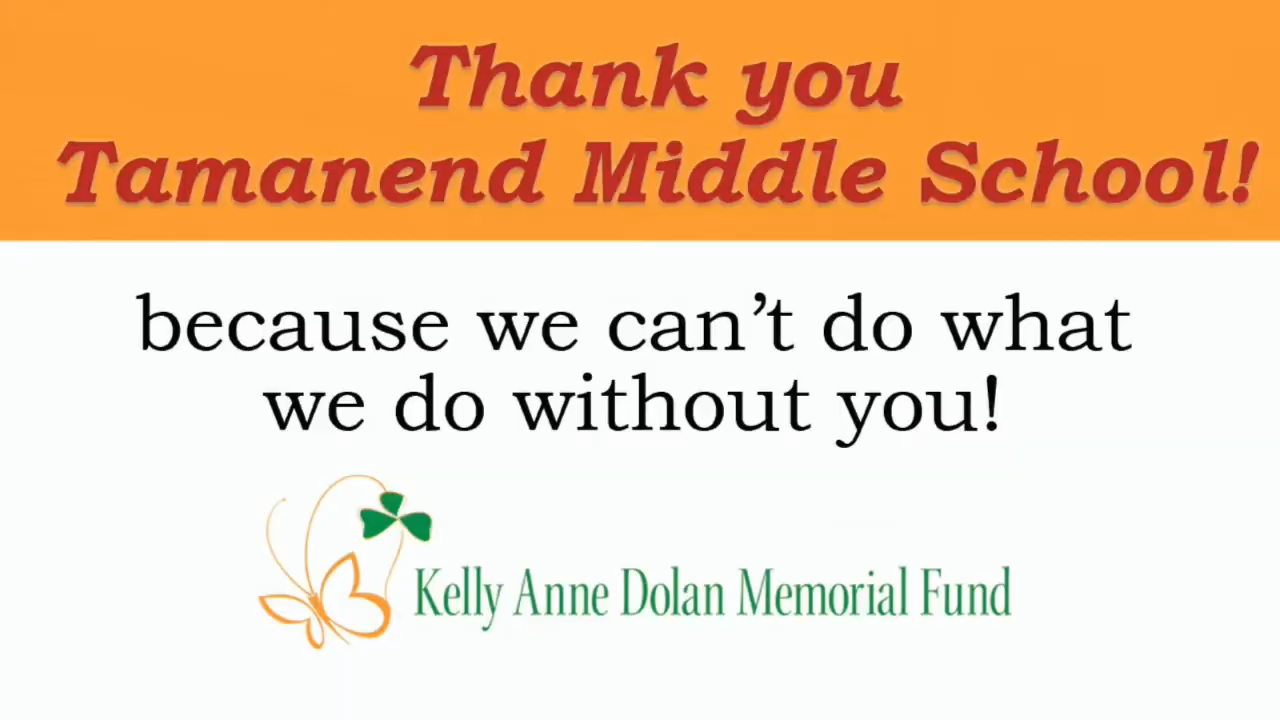 Thank you
Tamanend Middle School!
because we can’t do what
we do without you!
Kelly Anne Dolan Memorial Fund